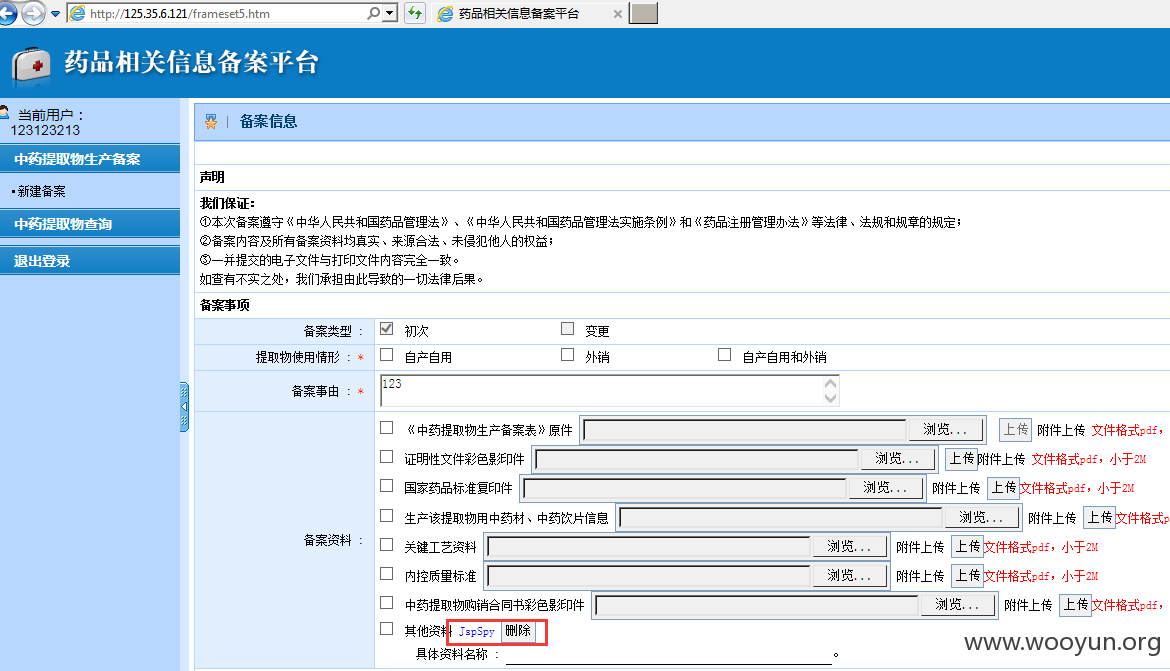 http://125.35.6.121/frameset5.htm
药品相关信息备案平台
药品相关信息备案平台
当前用户：
123123213
中药提取物生产备案
新建备案
中药提取物查询
退出登录
备案信息
声明
我们保证：
①本次备案遵守《中华人民共和国药品管理法》、《中华人民共和国药品管理法实施条例》和《药品注册管理办法》等法律、法规和规章的规定；
②备案内容及所有备案资料均真实、来源合法、未侵犯他人的权益；
③一并提交的电子文件与打印文件内容完全一致。
如查有不实之处，我们承担由此导致的一切法律后果。
备案事项
备案类型： 初次 变更
提取物使用情形：* 自产自用 外销 自产自用和外销
备案事由：* 123
备案资料：
《中药提取物生产备案表》原件 浏览... 上传 附件上传 文件格式pdf，
证明性文件彩色影印件 浏览... 上传 附件上传 文件格式pdf，小于2M
国家药品标准复印件 浏览... 附件上传 上传 文件格式pdf，小于2M
生产该提取物用中药材、中药饮片信息 浏览... 附件上传 上传 文件格式p
关键工艺资料 浏览... 附件上传 上传 文件格式pdf，小于2M
内控质量标准 浏览... 附件上传 上传 文件格式pdf，小于2M
中药提取物购销合同书彩色影印件 浏览... 附件上传 上传 文件格式pdf，
其他资料 JspSpy 删除
具体资料名称：。
www.wooyun.org